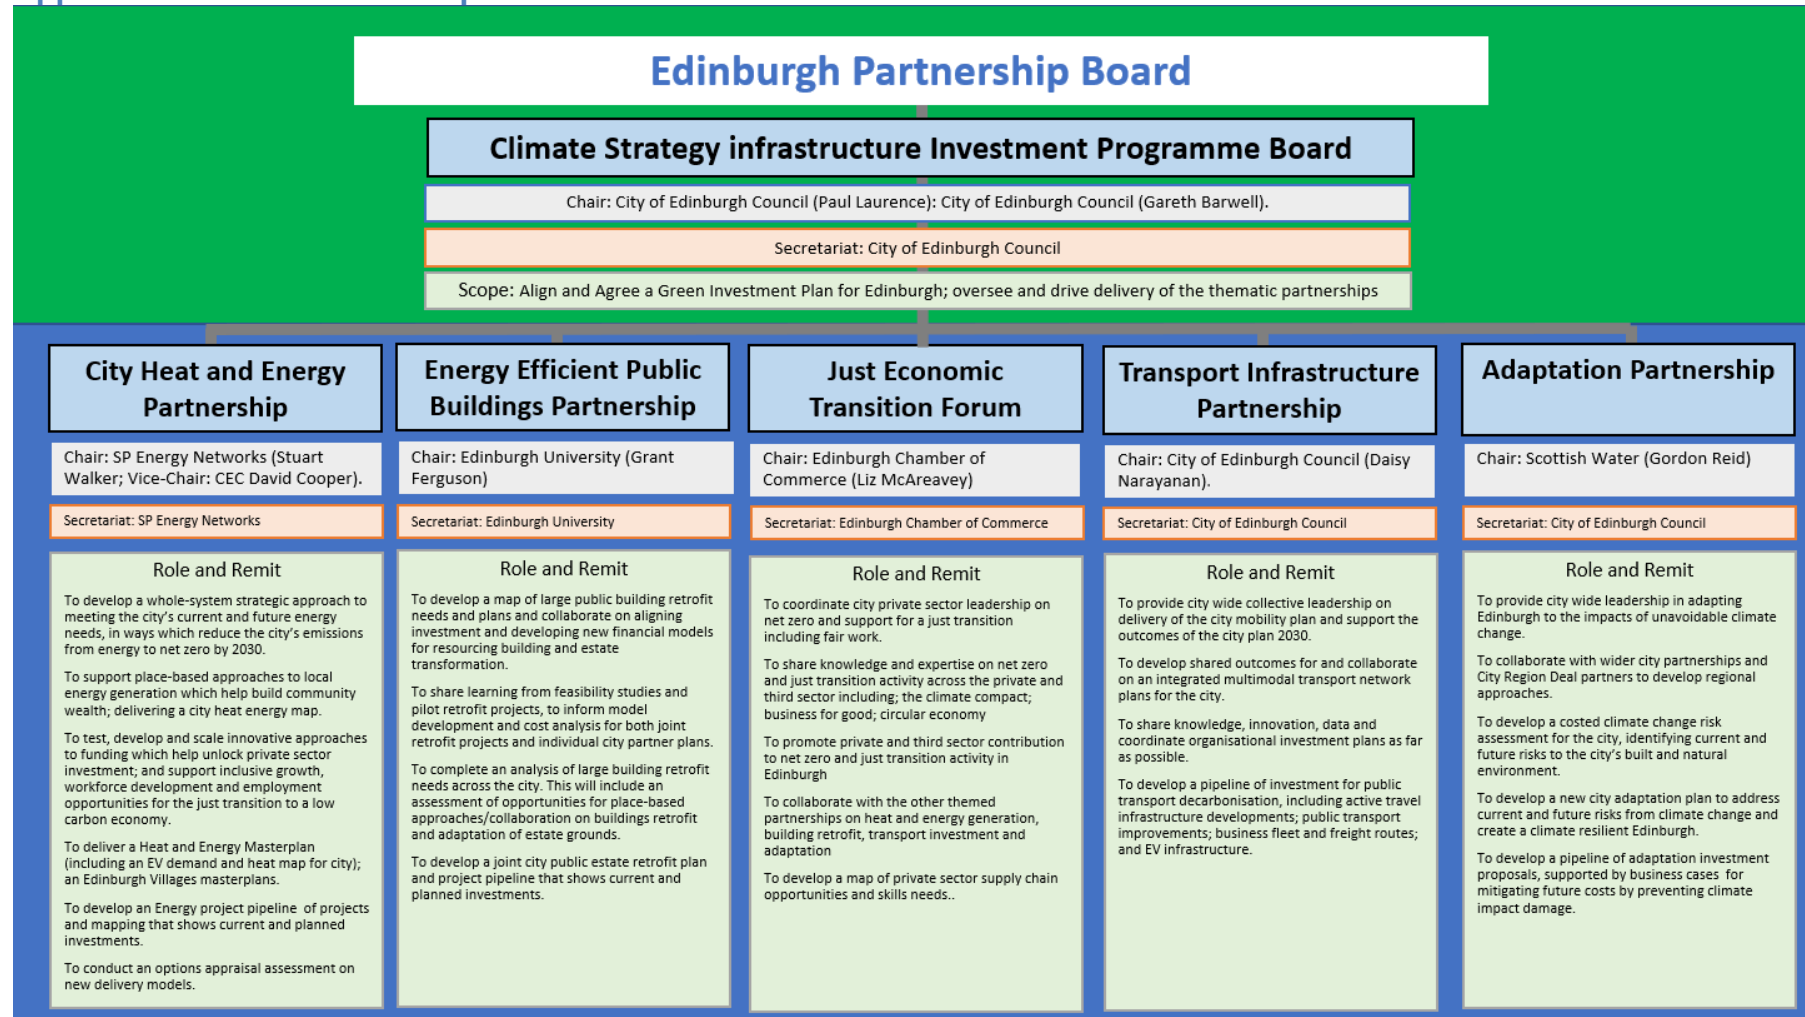 Edinburgh Partnership Board
Climate Strategy infrastructure Investment Programme Board
Chair: City of Edinburgh Council (Paul Laurence): City of Edinburgh Council (Gareth Barwell).
Secretariat: City of Edinburgh Council
Scope: Align and Agree a Green Investment Plan for Edinburgh; oversee and drive delivery of the thematic partnerships
City Heat and Energy
Partnership
Chair: SP Energy Networks (Stuart
Walker; Vice-Chair: CEC David Cooper).
Secretariat: SP Energy Networks
Role and Remit
To develop a whole-system strategic approach to
meeting the city's current and future energy
needs, in ways which reduce the city's emissions
from energy to net zero by 2030.
To support place-based approaches to local
energy generation which help build community
wealth; delivering a city heat energy map.
To test, develop and scale innovative approaches
to funding which help unlock private sector
investment; and support inclusive growth,
workforce development and employment
opportunities for the just transition to a low
carbon economy.
To deliver a Heat and Energy Masterplan
(including an EV demand and heat map for city);
an Edinburgh Villages masterplans.
To develop an Energy project pipeline of projects
and mapping that shows current and planned
investments.
To conduct an options appraisal assessment on
new delivery models.
Energy Efficient Public
Buildings Partnership
Chair: Edinburgh University (Grant
Ferguson)
Secretariat: Edinburgh University
Role and Remit
To develop a map of large public building retrofit
needs and plans and collaborate on aligning
investment and developing new financial models
for resourcing building and estate
transformation.
To share learning from feasibility studies and
pilot retrofit projects, to inform model
development and cost analysis for both joint
retrofit projects and individual city partner plans.
To complete an analysis of large building retrofit
needs across the city. This will include an
assessment of opportunities for place-based
approaches/collaboration on buildings retrofit
and adaptation of estate grounds.
To develop a joint city public estate retrofit plan
and project pipeline that shows current and
planned investments.
Just Economic
Transition Forum
Chair: Edinburgh Chamber of
Commerce (Liz McAreavey)
Secretariat: Edinburgh Chamber of Commerce
Role and Remit
To coordinate city private sector leadership on
net zero and support for a just transition
including fair work.
To share knowledge and expertise on net zero
and just transition activity across the private and
third sector including; the climate compact;
business for good; circular economy
To promote private and third sector contribution
to net zero and just transition activity in
Edinburgh
To collaborate with the other themed
partnerships on heat and energy generation,
building retrofit, transport investment and
adaptation
To develop a map of private sector supply chain
opportunities and skills needs..
Transport Infrastructure
Partnership
Chair: City of Edinburgh Council (Daisy
Narayanan).
Secretariat: City of Edinburgh Council
Role and Remit
To provide city wide collective leadership on
delivery of the city mobility plan and support the
outcomes of the city plan 2030.
To develop shared outcomes for and collaborate
on an integrated multimodal transport network
plans for the city.
To share knowledge, innovation, data and
coordinate organisational investment plans as far
as possible.
To develop a pipeline of investment for public
transport decarbonisation, including active travel
infrastructure developments; public transport
improvements; business fleet and freight routes;
and EV infrastructure.
Adaptation Partnership
Chair: Scottish Water (Gordon Reid)
Secretariat: City of Edinburgh Council
Role and Remit
To provide city wide leadership in adapting
Edinburgh to the impacts of unavoidable climate
change.
To collaborate with wider city partnerships and
City Region Deal partners to develop regional
approaches.
To develop a costed climate change risk
assessment for the city, identifying current and
future risks to the city's built and natural
environment.
To develop a new city adaptation plan to address
current and future risks from climate change and
create a climate resilient Edinburgh.
To develop a pipeline of adaptation investment
proposals, supported by business cases for
mitigating future costs by preventing climate
impact damage.